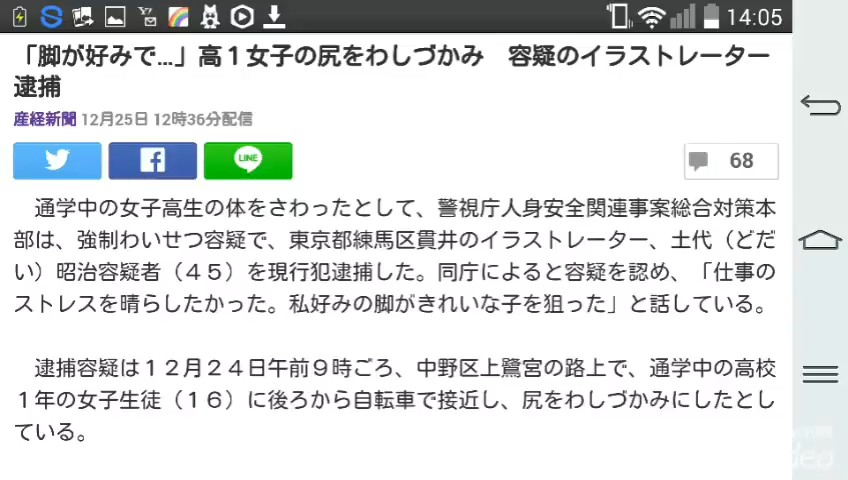 14:05
「脚が好みで…」高１女子の尻をわしづかみ　容疑のイラストレーター
逮捕
産経新聞 12月25日 12時36分配信
LINE
68
　通学中の女子高生の体をさわったとして、警視庁人身安全関連事案総合対策本
部は、強制わいせつ容疑で、東京都練馬区貫井のイラストレーター、土代（どだ
い）昭治容疑者（４５）を現行犯逮捕した。同庁によると容疑を認め、「仕事の
ストレスを晴らしたかった。私好みの脚がきれいな子を狙った」と話している。
　逮捕容疑は１２月２４日午前９時ごろ、中野区上鷺宮の路上で、通学中の高校
１年の女子生徒（１６）に後ろから自転車で接近し、尻をわしづかみにしたとし
ている。